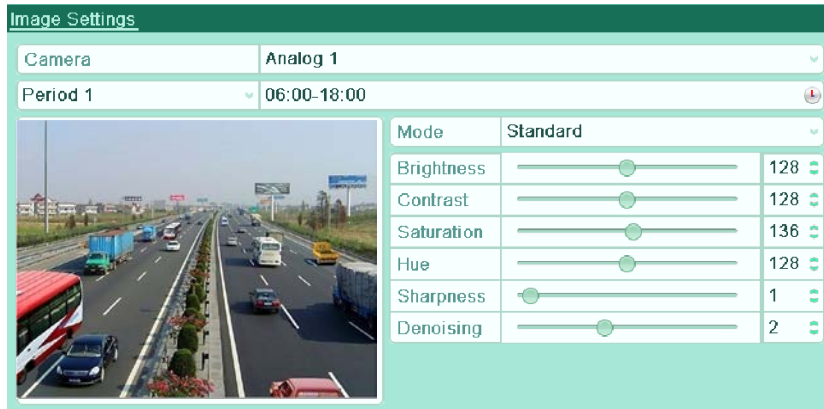 Image Settings
Camera Analog 1
Period 1 06:00-18:00
Mode Standard
Brightness 128
Contrast 128
Saturation 136
Hue 128
Sharpness 1
Denoising 2